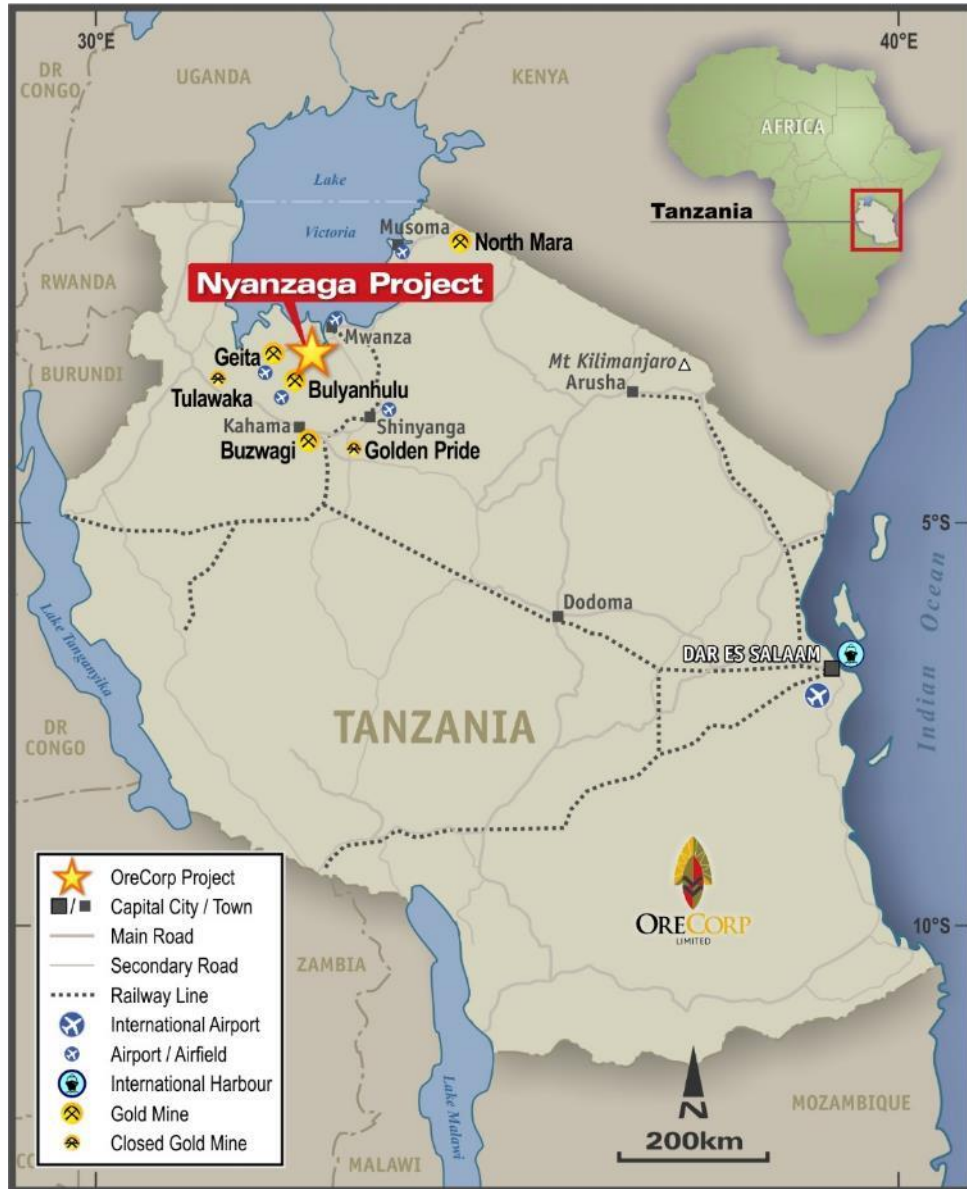 30°E
40°E
DR
CONGO
UGANDA
KENYA
AFRICA
Lake
Victoria
Tanzania
Musoma
North Mara
RWANDA
Nyanzaga Project
Mwanza
Geita
BURUNDI
Mt Kilimanjaro
Arusha
Tulawaka
Bulyanhulu
Kahama
Shinyanga
Buzwagi
Golden Pride
5°S
Indian Ocean
Lake Tanganyika
Dodoma
DAR ES SALAAM
TANZANIA
DR
CONGO
ORECORP
LIMITED
10°S
ZAMBIA
Lake Malawi
MALAWI
MOZAMBIQUE
N
200km
OreCorp Project
/
Capital City / Town
Main Road
Secondary Road
Railway Line
International Airport
Airport / Airfield
International Harbour
Gold Mine
Closed Gold Mine